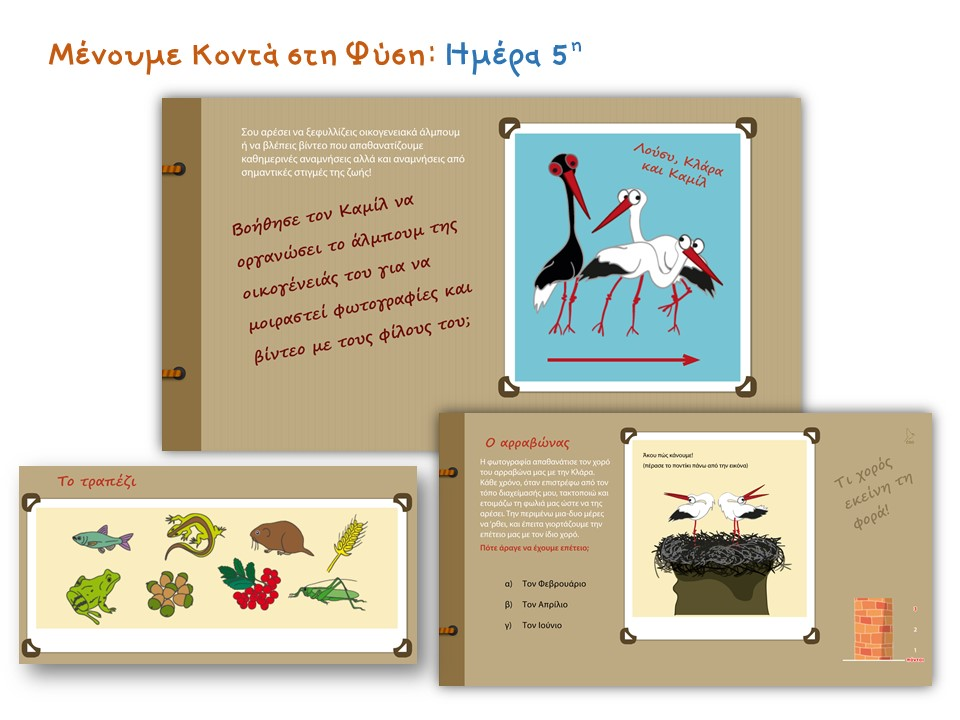 Μένουμε Κοντά στη Φύση: Ημέρα 5η
Σου αρέσει να ξεφυλλίζεις οικογενειακά άλμπουμ
ή να βλέπεις βίντεο που απαθανατίζουμε
καθημερινές αναμνήσεις αλλά και αναμνήσεις από
σημαντικές στιγμές της ζωής!
Βοήθησε τον Καμίλ να
οργανώσει το άλμπουμ της
οικογένειάς του για να
μοιραστεί φωτογραφίες και
βίντεο με τους φίλους του;
Λούσυ, Κλάρα
και Καμίλ
Το τραπέζι
Ο αρραβώνας
Η φωτογραφία απαθανάτισε τον χορό
του αρραβώνα μας με την Κλάρα.
Κάθε χρόνο, όταν επιστρέφω από τον
τόπο διαχείμασής μου, τακτοποιώ και
ετοιμάζω τη φωλιά μας ώστε να της
αρέσει. Την περιμένω μια-δυο μέρες
να 'ρθει, και έπειτα γιορτάζουμε την
επέτειο μας με τον ίδιο χορό.
Πότε άραγε να έχουμε επέτειο;
α) Τον Φεβρουάριο
β) Τον Απρίλιο
γ) Τον Ιούνιο
Άκου πώς κάνουμε!
(πέρασε το ποντίκι πάνω από την εικόνα)
Τι χορός
εκείνη τη
φορά!
3
2
1